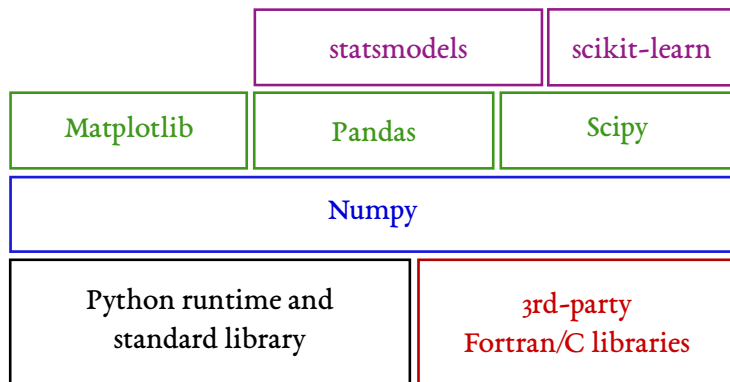 statsmodels
scikit-learn
Matplotlib
Pandas
Scipy
Numpy
Python runtime and
standard library
3rd-party
Fortran/C libraries